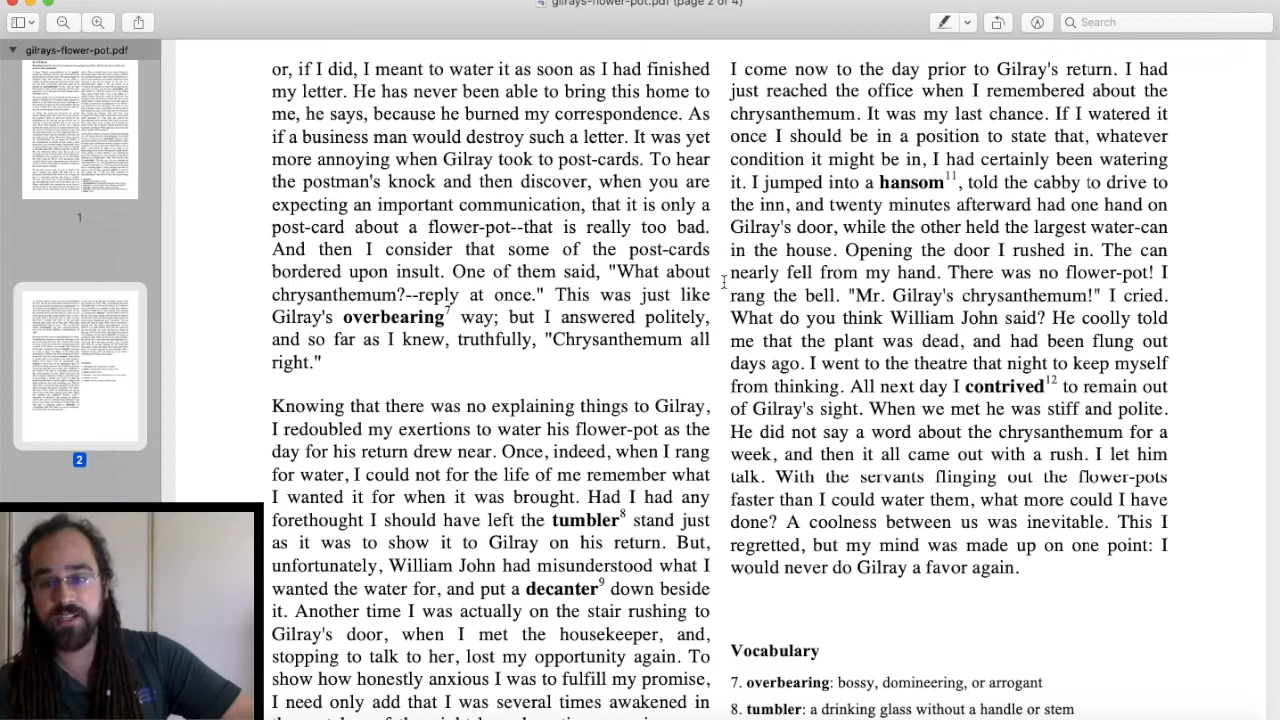 gilrays-flower-pot.pdf (page 2 of 4)
Search
gilrays-flower-pot.pdf
1
2
or, if I did, I meant to water it as soon as I had finished
my letter. He has never been able to bring this home to
me, he says, because he burned my correspondence. As
if a business man would destroy such a letter. It was yet
more annoying when Gilray took to post-cards. To hear
the postman's knock and then discover, when you are
expecting an important communication, that it is only a
post-card about a flower-pot--that is really too bad.
And then I consider that some of the post-cards
bordered upon insult. One of them said, "What about
chrysanthemum?--reply at once." This was just like
Gilray's overbearing7 way, but I answered politely,
and so far as I knew, truthfully, "Chrysanthemum all
right."
Knowing that there was no explaining things to Gilray,
I redoubled my exertions to water his flower-pot as the
day for his return drew near. Once, indeed, when I rang
for water, I could not for the life of me remember what
I wanted it for when it was brought. Had I had any
forethought I should have left the tumbler8 stand just
as it was to show it to Gilray on his return. But,
unfortunately, William John had misunderstood what I
wanted the water for, and put a decanter9 down beside
it. Another time I was actually on the stair rushing to
Gilray's door, when I met the housekeeper, and,
stopping to talk to her, lost my opportunity again. To
show how honestly anxious I was to fulfill my promise,
I need only add that I was several times awakened in
I come now to the day prior to Gilray's return. I had
just reached the office when I remembered about the
chrysanthemum. It was my last chance. If I watered it
once I should be in a position to state that, whatever
condition it might be in, I had certainly been watering
it. I jumped into a hansom11, told the cabby to drive to
the inn, and twenty minutes afterward had one hand on
Gilray's door, while the other held the largest water-can
in the house. Opening the door I rushed in. The can
nearly fell from my hand. There was no flower-pot! I
rang the bell. "Mr. Gilray's chrysanthemum!" I cried.
What do you think William John said? He coolly told
me that the plant was dead, and had been flung out
days ago. I went to the theatre that night to keep myself
from thinking. All next day I contrived12 to remain out
of Gilray's sight. When we met he was stiff and polite.
He did not say a word about the chrysanthemum for a
week, and then it all came out with a rush. I let him
talk. With the servants flinging out the flower-pots
faster than I could water them, what more could I have
done? A coolness between us was inevitable. This I
regretted, but my mind was made up on one point: I
would never do Gilray a favor again.
Vocabulary
7. overbearing: bossy, domineering, or arrogant
8. tumbler: a drinking glass without a handle or stem